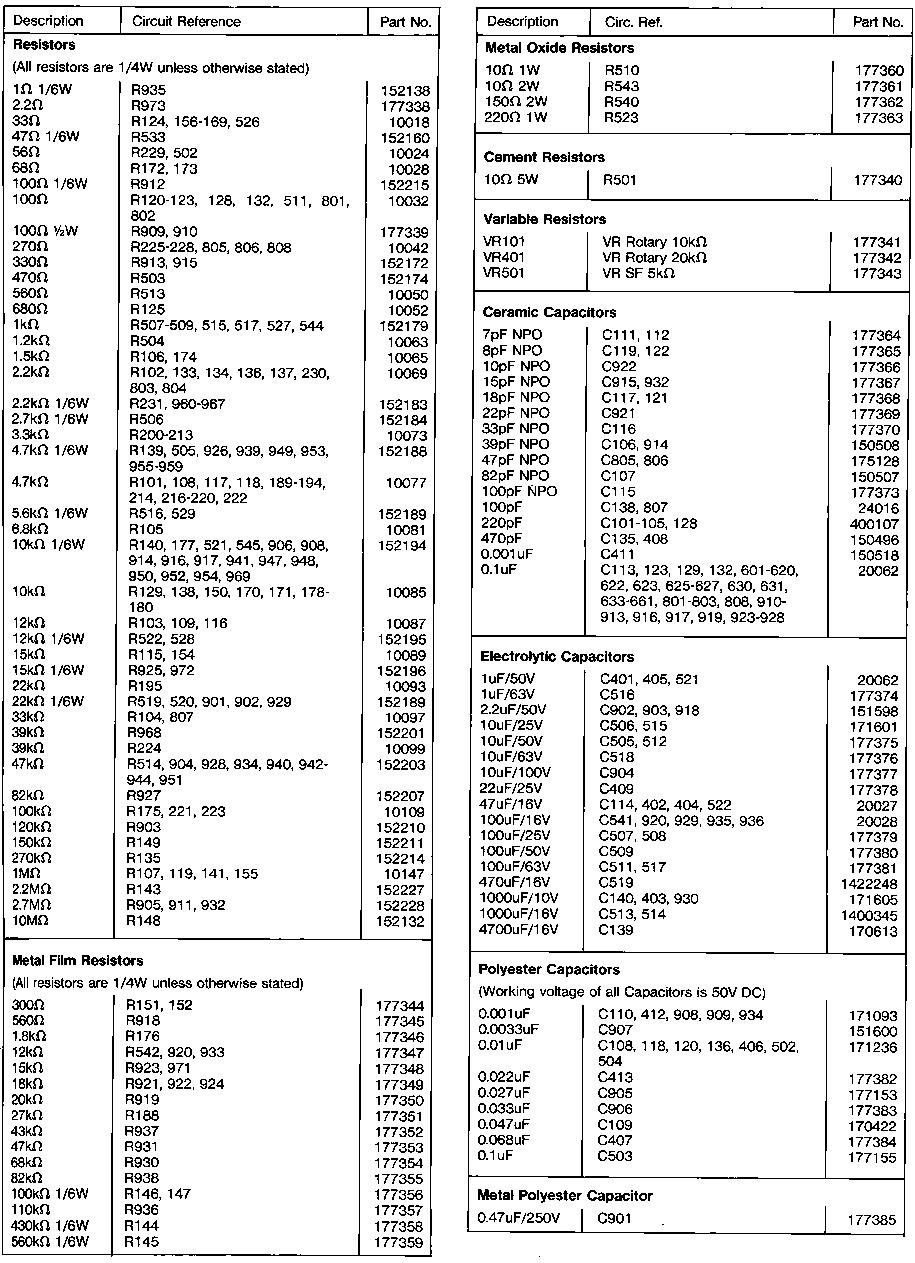 Description Circuit Reference Part No.
Resistors
(All resistors are 1/4W unless otherwise stated)
1Ω 1/6W R935 152138
2.2Ω R973 177338
33Ω R124, 156-169, 526 10018
47Ω 1/6W R533 152160
56Ω R229, 502 10024
68Ω R172, 173 10028
100Ω 1/6W R912 152215
100Ω R120-123, 128, 132, 511, 801, 10032
802
100Ω ½W R909, 910 177339
270Ω R225-228, 805, 806, 808 10042
330Ω R913, 915 152172
470Ω R503 152174
560Ω R513 10050
680Ω R125 10052
1kΩ R507-509, 515, 517, 527, 544 152179
1.2kΩ R504 10063
1.5kΩ R106, 174 10065
2.2kΩ R102, 133, 134, 136, 137, 230, 10069
803, 804
2.2kΩ 1/6W R231, 960-967 152183
2.7kΩ 1/6W R506 152184
3.3kΩ R200-213 10073
4.7kΩ 1/6W R139, 505, 926, 939, 949, 953, 152188
955-959
4.7kΩ R101, 108, 117, 118, 189-194, 10077
214, 216-220, 222
5.6kΩ 1/6W R516, 529 152189
6.8kΩ R105 10081
10kΩ 1/6W R140, 177, 521, 545, 906, 908, 152194
914, 916, 917, 941, 947, 948,
950, 952, 954, 969
10kΩ R129, 138, 150, 170, 171, 178- 10085
180
12kΩ R103, 109, 116 10087
12kΩ 1/6W R522, 528 152195
15kΩ R115, 154 10089
15kΩ 1/6W R925, 972 152196
22kΩ R195 10093
22kΩ 1/6W R519, 520, 901, 902, 929 152189
33kΩ R104, 807 10097
39kΩ R968 152201
39kΩ R224 10099
47kΩ R514, 904, 928, 934, 940, 942- 152203
944, 951
82kΩ R927 152207
100kΩ R175, 221, 223 10109
120kΩ R903 152210
150kΩ R149 152211
270kΩ R135 152214
1MΩ R107, 119, 141, 155 10147
2.2MΩ R143 152227
2.7MΩ R905, 911, 932 152228
10MΩ R148 152132
Metal Film Resistors
(All resistors are 1/4W unless otherwise stated)
300Ω R151, 152 177344
560Ω R918 177345
1.8kΩ R176 177346
12kΩ R542, 920, 933 177347
15kΩ R923, 971 177348
18kΩ R921, 922, 924 177349
20kΩ R919 177350
27kΩ R188 177351
43kΩ R937 177352
47kΩ R931 177353
68kΩ R930 177354
82kΩ R938 177355
100kΩ 1/6W R146, 147 177356
110kΩ R936 177357
430kΩ 1/6W R144 177358
560kΩ 1/6W R145 177359
Description Circ. Ref. Part No.
Metal Oxide Resistors
10Ω 1W R510 177360
10Ω 2W R543 177361
150Ω 2W R540 177362
220Ω 1W R523 177363
Cement Resistors
10Ω 5W R501 177340
Variable Resistors
VR101 VR Rotary 10kΩ 177341
VR401 VR Rotary 20kΩ 177342
VR501 VR SF 5kΩ 177343
Ceramic Capacitors
7pF NPO C111, 112 177364
8pF NPO C119, 122 177365
10pF NPO C922 177366
15pF NPO C915, 932 177367
18pF NPO C117, 121 177368
22pF NPO C921 177369
33pF NPO C116 177370
39pF NPO C106, 914 150508
47pF NPO C805, 806 175128
82pF NPO C107 150507
100pF NPO C115 177373
100pF C138, 807 24016
220pF C101-105, 128 400107
470pF C135, 408 150496
0.001uF C411 150518
0.1uF C113, 123, 129, 132, 601-620, 20062
622, 623, 625-627, 630, 631,
633-661, 801-803, 808, 910-
913, 916, 917, 919, 923-928
Electrolytic Capacitors
1uF/50V C401, 405, 521 20062
1uF/63V C516 177374
2.2uF/50V C902, 903, 918 151598
10uF/25V C506, 515 171601
10uF/50V C505, 512 177375
10uF/63V C518 177376
10uF/100V C904 177377
22uF/25V C409 177378
47uF/16V C114, 402, 404, 522 20027
100uF/16V C541, 920, 929, 935, 936 20028
100uF/25V C507, 508 177379
100uF/50V C509 177380
100uF/63V C511, 517 177381
470uF/16V C519 1422248
1000uF/10V C140, 403, 930 171605
1000uF/16V C513, 514 1400345
4700uF/16V C139 170613
Polyester Capacitors
(Working voltage of all Capacitors is 50V DC)
0.001uF C110, 412, 908, 909, 934 171093
0.0033uF C907 151600
0.01uF C108, 118, 120, 136, 406, 502, 171236
504
0.022uF C413 177382
0.027uF C905 177153
0.033uF C906 177383
0.047uF C109 170422
0.068uF C407 177384
0.1uF C503 177155
Metal Polyester Capacitor
0.47uF/250V C901 177385